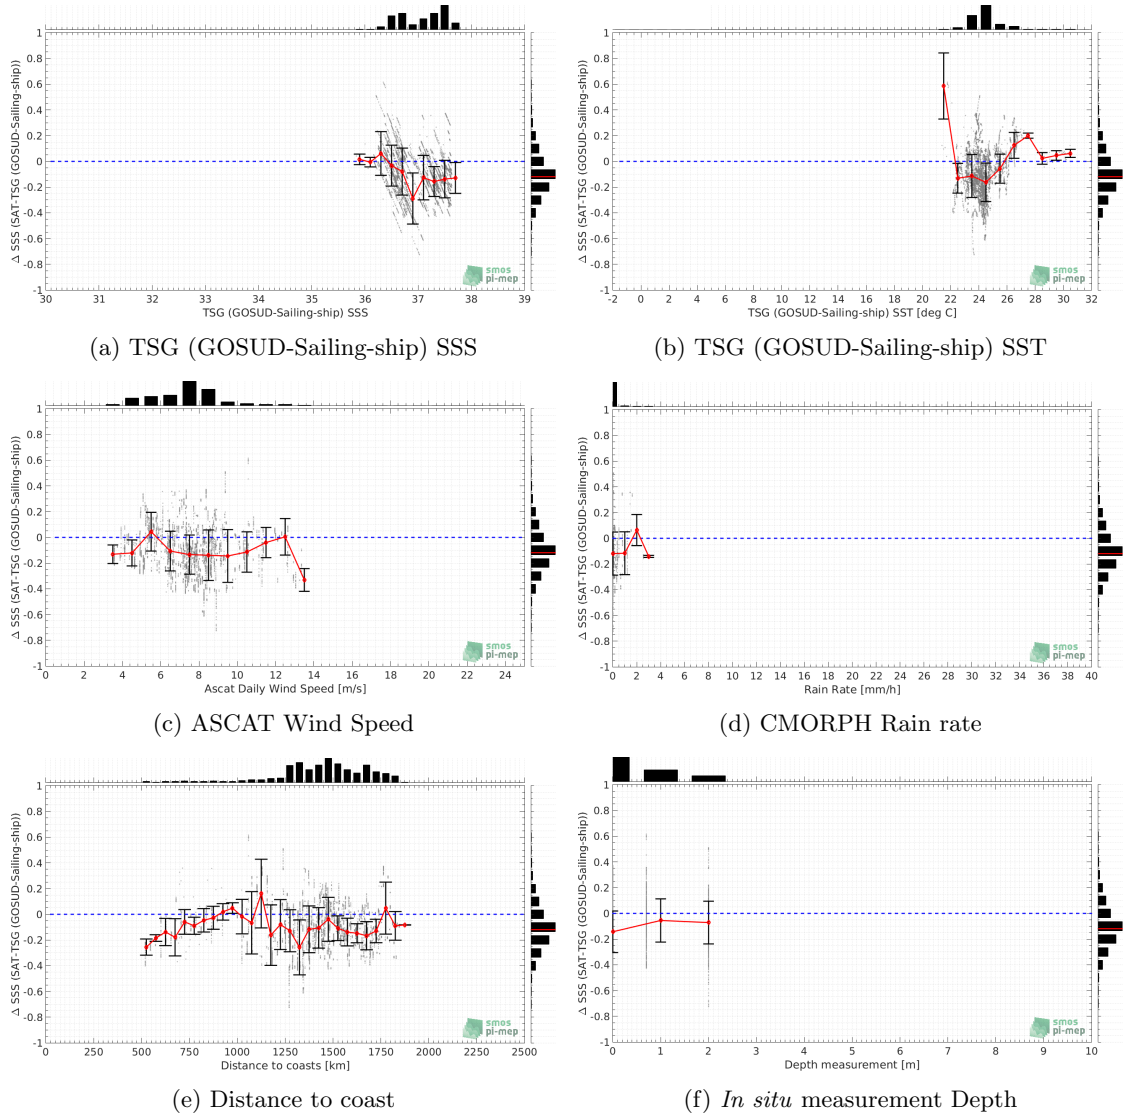 1
0.8
0.6
0.4
0.2
0
-0.2
-0.4
-0.6
-0.8
-1
Δ SSS (SAT-TSG (GOSUD-Sailing-ship))
30 31 32 33 34 35 36 37 38 39
TSG (GOSUD-Sailing-ship) SSS
smos
pi-mep
(a) TSG (GOSUD-Sailing-ship) SSS
1
0.8
0.6
0.4
0.2
0
-0.2
-0.4
-0.6
-0.8
-1
Δ SSS (SAT-TSG (GOSUD-Sailing-ship))
-2 0 2 4 6 8 10 12 14 16 18 20 22 24 26 28 30 32
TSG (GOSUD-Sailing-ship) SST [deg C]
smos
pi-mep
(b) TSG (GOSUD-Sailing-ship) SST
1
0.8
0.6
0.4
0.2
0
-0.2
-0.4
-0.6
-0.8
-1
Δ SSS (SAT-TSG (GOSUD-Sailing-ship))
0 2 4 6 8 10 12 14 16 18 20 22 24
Ascat Daily Wind Speed [m/s]
smos
pi-mep
(c) ASCAT Wind Speed
1
0.8
0.6
0.4
0.2
0
-0.2
-0.4
-0.6
-0.8
-1
Δ SSS (SAT-TSG (GOSUD-Sailing-ship))
0 2 4 6 8 10 12 14 16 18 20 22 24 26 28 30 32 34 36 38 40
Rain Rate [mm/h]
smos
pi-mep
(d) CMORPH Rain rate
1
0.8
0.6
0.4
0.2
0
-0.2
-0.4
-0.6
-0.8
-1
Δ SSS (SAT-TSG (GOSUD-Sailing-ship))
0 250 500 750 1000 1250 1500 1750 2000 2250 2500
Distance to coasts [km]
smos
pi-mep
(e) Distance to coast
1
0.8
0.6
0.4
0.2
0
-0.2
-0.4
-0.6
-0.8
-1
Δ SSS (SAT-TSG (GOSUD-Sailing-ship))
0 1 2 3 4 5 6 7 8 9 10
Depth measurement [m]
smos
pi-mep
(f) In situ measurement Depth